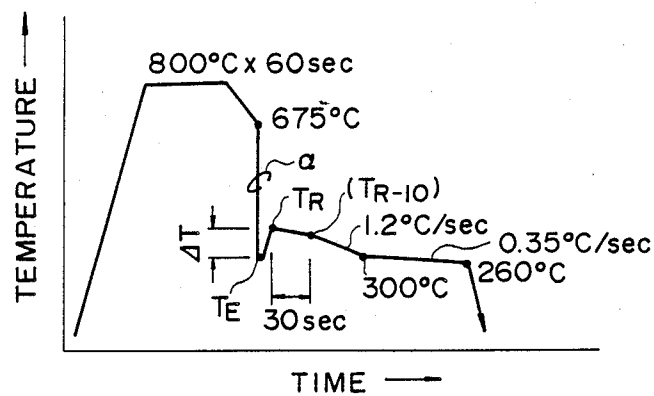 800°C x 60sec
675°C
α
TR
(TR-10)
1.2°C/sec
0.35°C/sec
ΔT
TE
30sec
300°C
260°C
TEMPERATURE
TIME